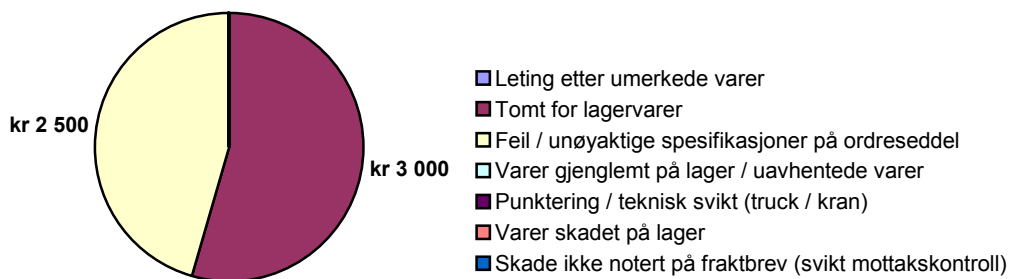 kr 2 500
kr 3 000
Leting etter umerkede varer
Tomt for lagervarer
Feil / unøyaktige spesifikasjoner på ordreseddel
Varer gjenglemt på lager / uavhentede varer
Punktering / teknisk svikt (truck / kran)
Varer skadet på lager
Skade ikke notert på fraktbrev (svikt mottakskontroll)